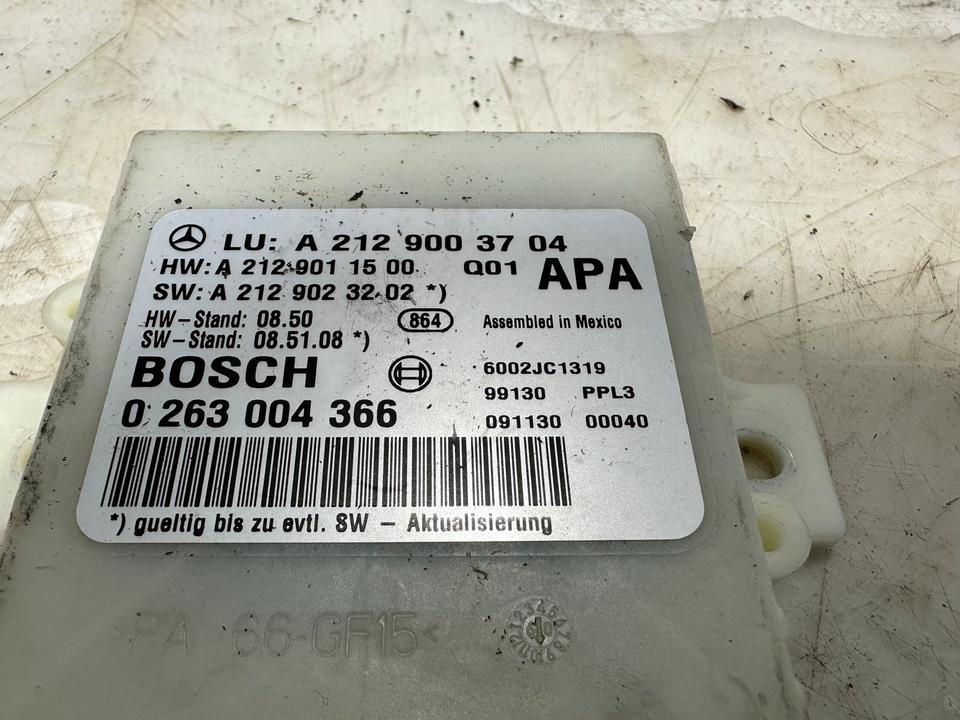 LU: A 212 900 37 04
HW: A 212 901 15 00 Q01 APA
SW: A 212 902 32 02 *)
HW-Stand: 08.50 864 Assembled in Mexico
SW-Stand: 08.51.08 *)
BOSCH 6002JC1319
99130 PPL3
0 263 004 366 091130 00040
*) gueltig bis zu evtl. SW - Aktualisierung
PA 66-GF15<